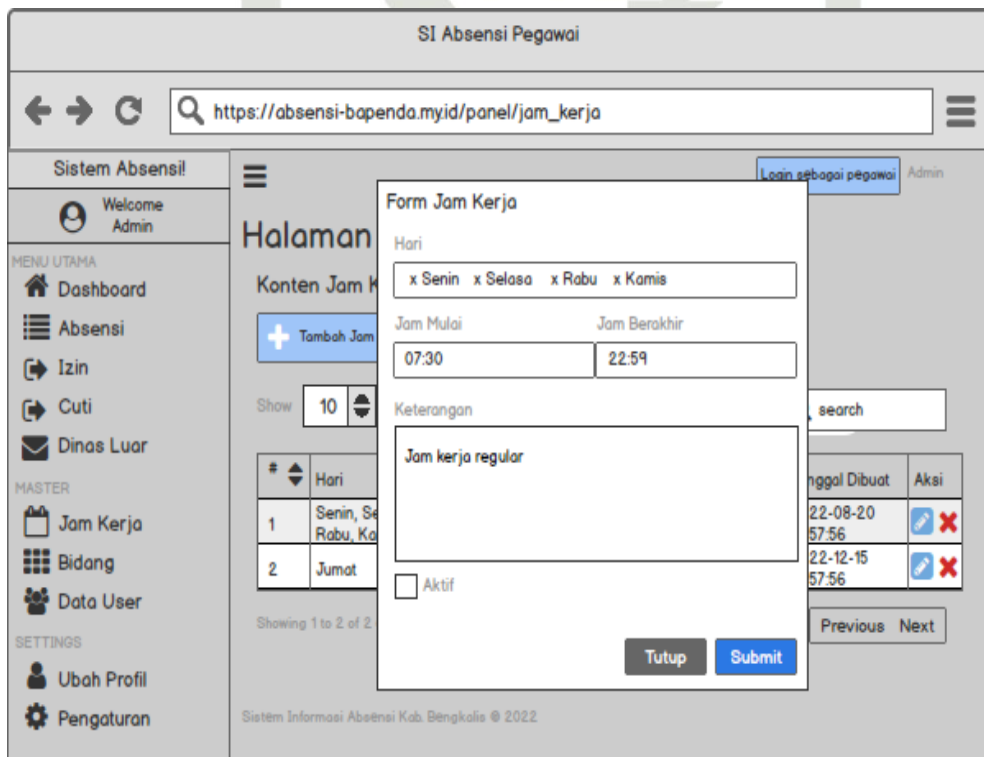 SI Absensi Pegawai
https://absensi-bapenda.my.id/panel/jam_kerja
Sistem Absensi!
Welcome
Admin
MENU UTAMA
Dashboard
Absensi
Izin
Cuti
Dinas Luar
MASTER
Jam Kerja
Bidang
Data User
SETTINGS
Ubah Profil
Pengaturan
Login sebagai pegawai Admin
Halaman
Konten Jam
Tambah Jam
Show 10
search
# Hari
Dibuat Aksi
1 Senin,
Rabu,
22-08-20
57:56
2 Jumat
22-12-15
57:56
Showing 1 to 2 of 2
Previous Next
Sistem Informasi Absensi Kab. Bengkalis © 2022
Form Jam Kerja
Hari
x Senin x Selasa x Rabu x Kamis
Jam Mulai Jam Berakhir
07:30 22:59
Keterangan
Jam kerja regular
Aktif
Tutup Submit